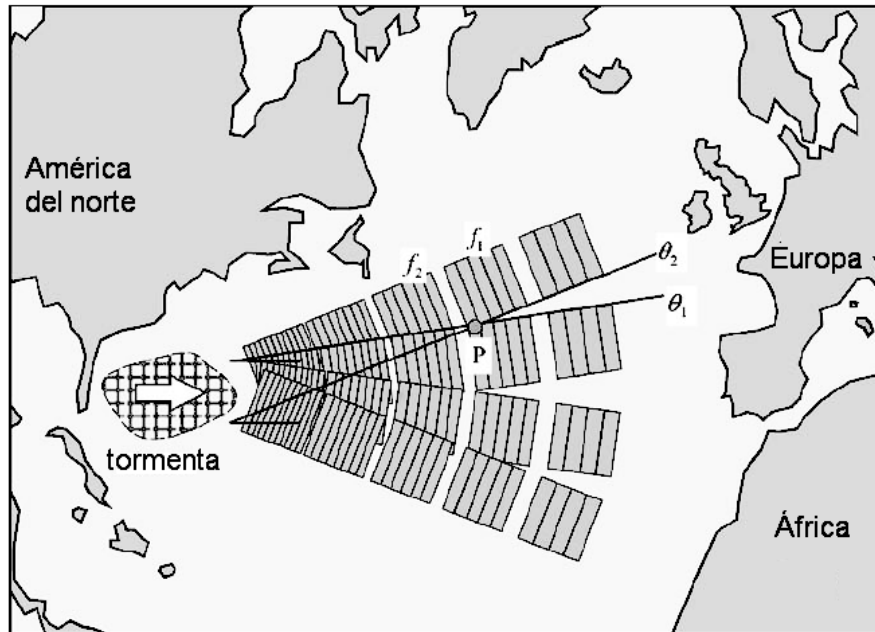 América
del norte
f₁
f₂
θ₂
Europa
θ₁
P
tormenta
África